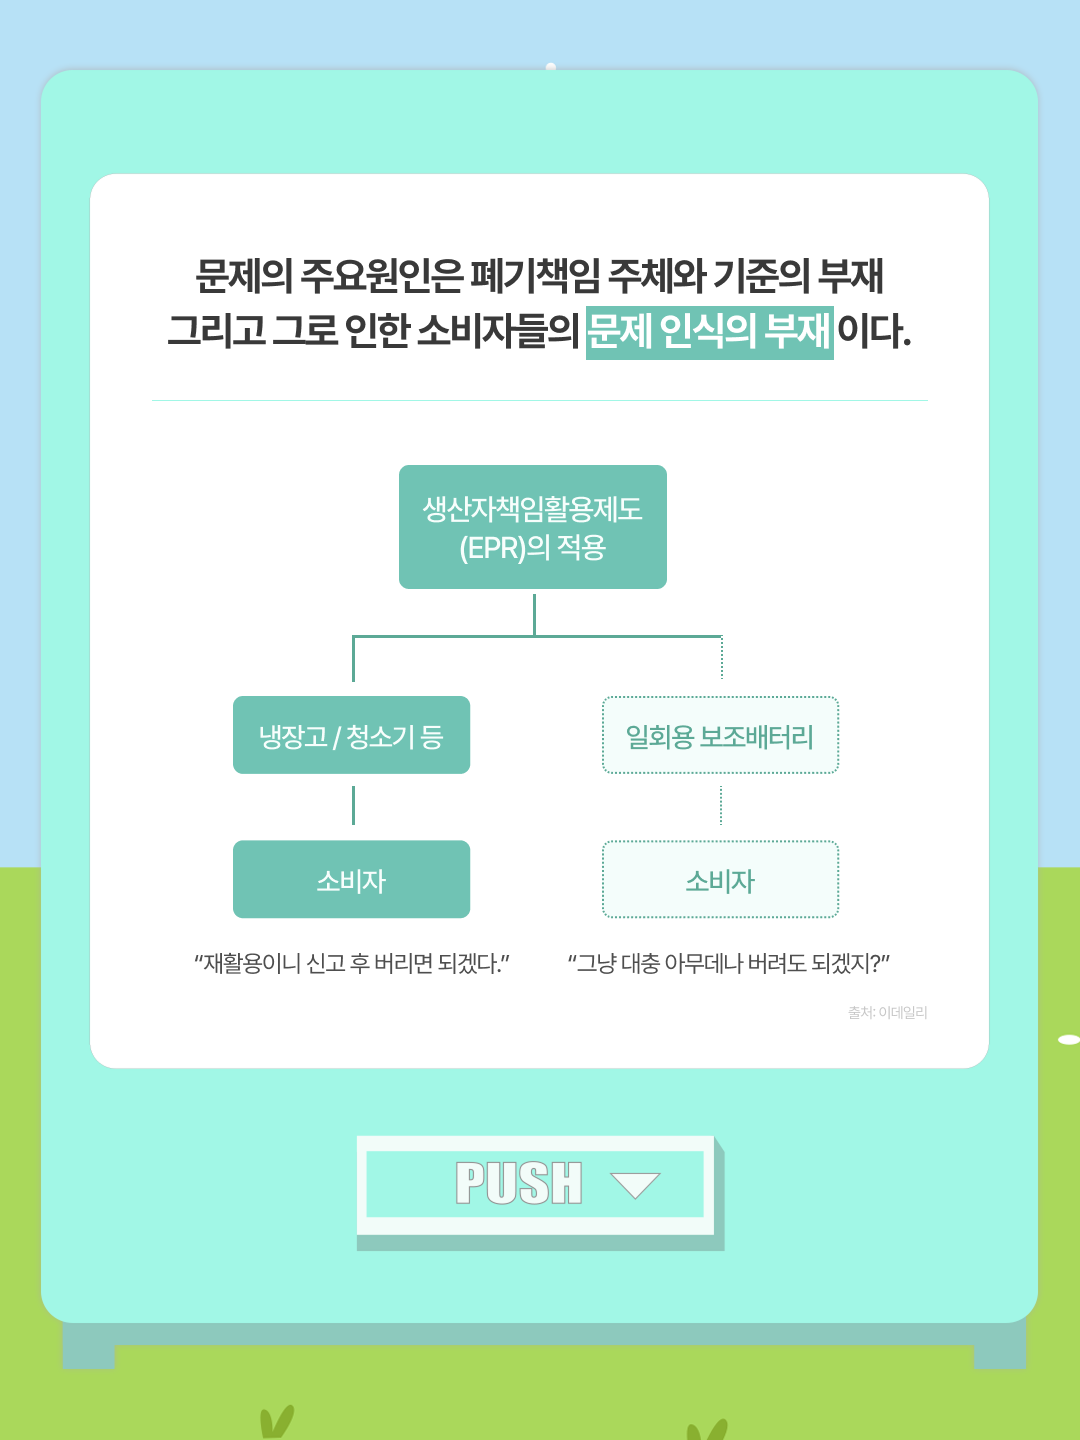 문제의 주요원인은 폐기책임 주체와 기준의 부재
그리고 그로 인한 소비자들의 문제 인식의 부재 이다.
생산자책임활용제도
(EPR)의 적용
냉장고 / 청소기 등
일회용 보조배터리
소비자
소비자
“재활용이니 신고 후 버리면 되겠다.”
“그냥 대충 아무데나 버려도 되겠지?”
출처: 이데일리
PUSH